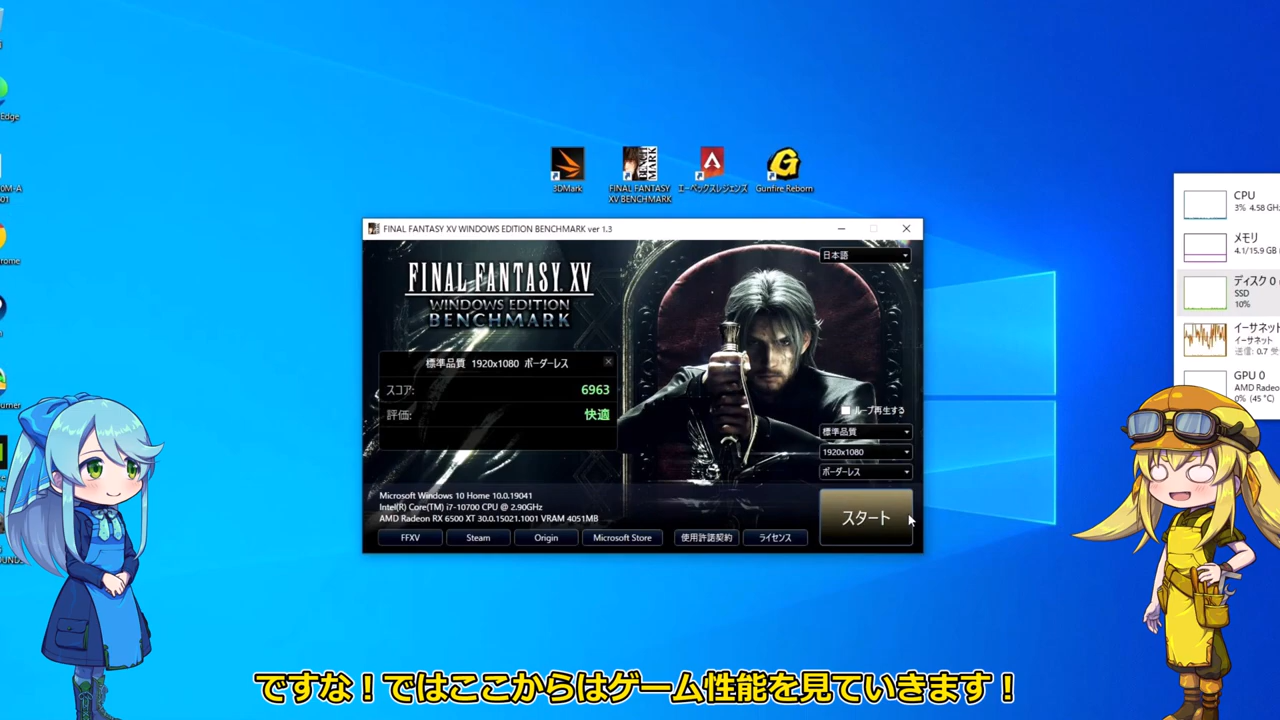 Edge
3DMark
FINAL FANTASY
XV BENCHMARK
エーペックスレジェンズ
Gunfire Reborn
FINAL FANTASY XV WINDOWS EDITION BENCHMARK ver 1.3
日本語
FINAL FANTASY XV
WINDOWS EDITION
BENCHMARK
標準品質 1920x1080 ボーダーレス
スコア: 6963
評価: 快適
ループ再生する
標準品質
1920x1080
ボーダーレス
スタート
Microsoft Windows 10 Home 10.0.19041
Intel(R) Core(TM) i7-10700 CPU @ 2.90GHz
AMD Radeon RX 6500 XT 30.0.15021.1001 VRAM 4051MB
FFXV
Steam
Origin
Microsoft Store
使用許諾契約
ライセンス
CPU
3% 4.58 GHz
メモリ
4.1/15.9 GB
ディスク 0
SSD
10%
イーサネット
イーサネット
送信: 0.7
GPU 0
AMD Radeo
0% (45 °C)
ですな！ではここからはゲーム性能を見ていきます！